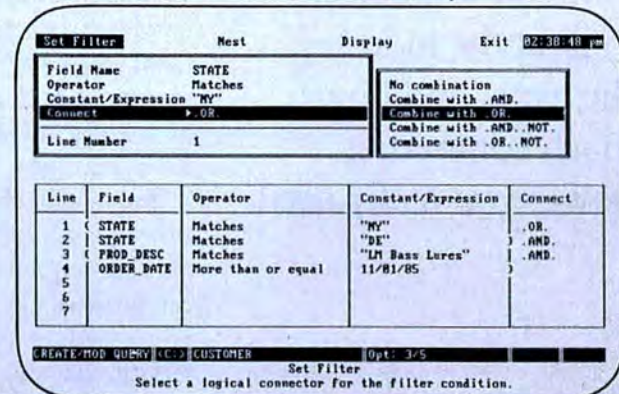 Set Filter Nest Display Exit 02:38:48 pm
Field Name STATE
Operator Matches
Constant/Expression "MY"
Connect ▶.OR.
Line Number 1
No combination
Combine with .AND.
Combine with .OR.
Combine with .AND..NOT.
Combine with .OR..NOT.
Line Field Operator Constant/Expression Connect
1 ( STATE Matches "MY" .OR.
2 | STATE Matches "DE" ) .AND.
3 ( PROD_DESC Matches "LM Bass Lures" | .AND.
4 ORDER_DATE More than or equal 11/01/85 )
5
6
7
CREATE/MOD QUERY <C:> CUSTOMER Opt: 3/5
Set Filter
Select a logical connector for the filter condition.